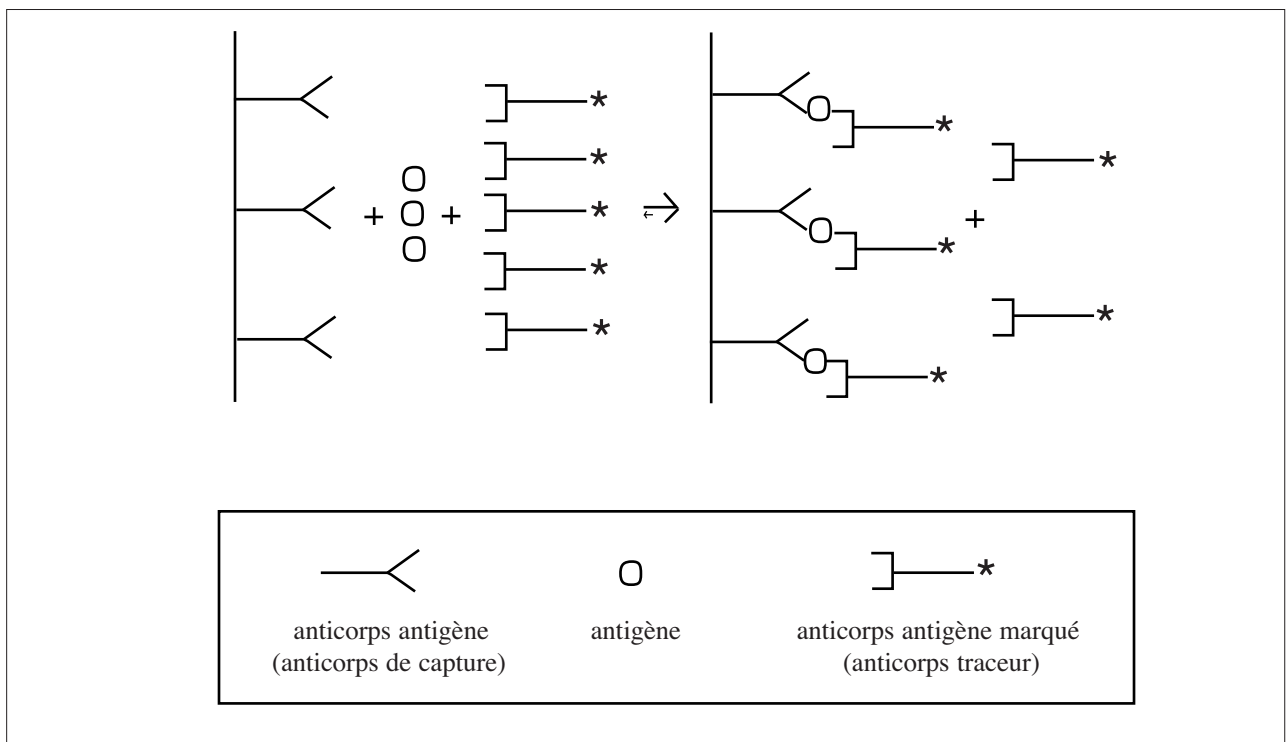 anticorps antigène
(anticorps de capture)
antigène
anticorps antigène marqué
(anticorps traceur)